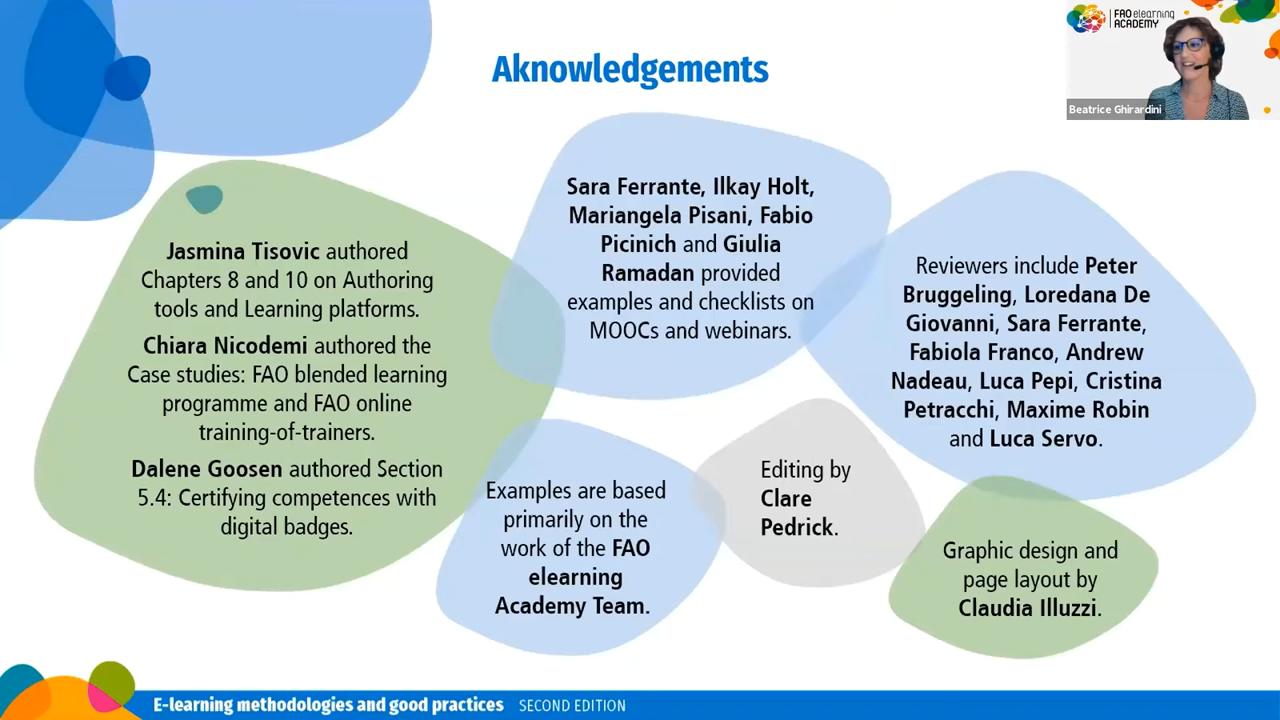 Aknowledgements
FAO elearning
ACADEMY
Beatrice Ghirardini
Jasmina Tisovic authored
Chapters 8 and 10 on Authoring
tools and Learning platforms.
Chiara Nicodemi authored the
Case studies: FAO blended learning
programme and FAO online
training-of-trainers.
Dalene Goosen authored Section
5.4: Certifying competences with
digital badges.
Sara Ferrante, Ilkay Holt,
Mariangela Pisani, Fabio
Picinich and Giulia
Ramadan provided
examples and checklists on
MOOCs and webinars.
Reviewers include Peter
Bruggeling, Loredana De
Giovanni, Sara Ferrante,
Fabiola Franco, Andrew
Nadeau, Luca Pepi, Cristina
Petracchi, Maxime Robin
and Luca Servo.
Examples are based
primarily on the
work of the FAO
elearning
Academy Team.
Editing by
Clare
Pedrick.
Graphic design and
page layout by
Claudia Illuzzi.
E-learning methodologies and good practices SECOND EDITION